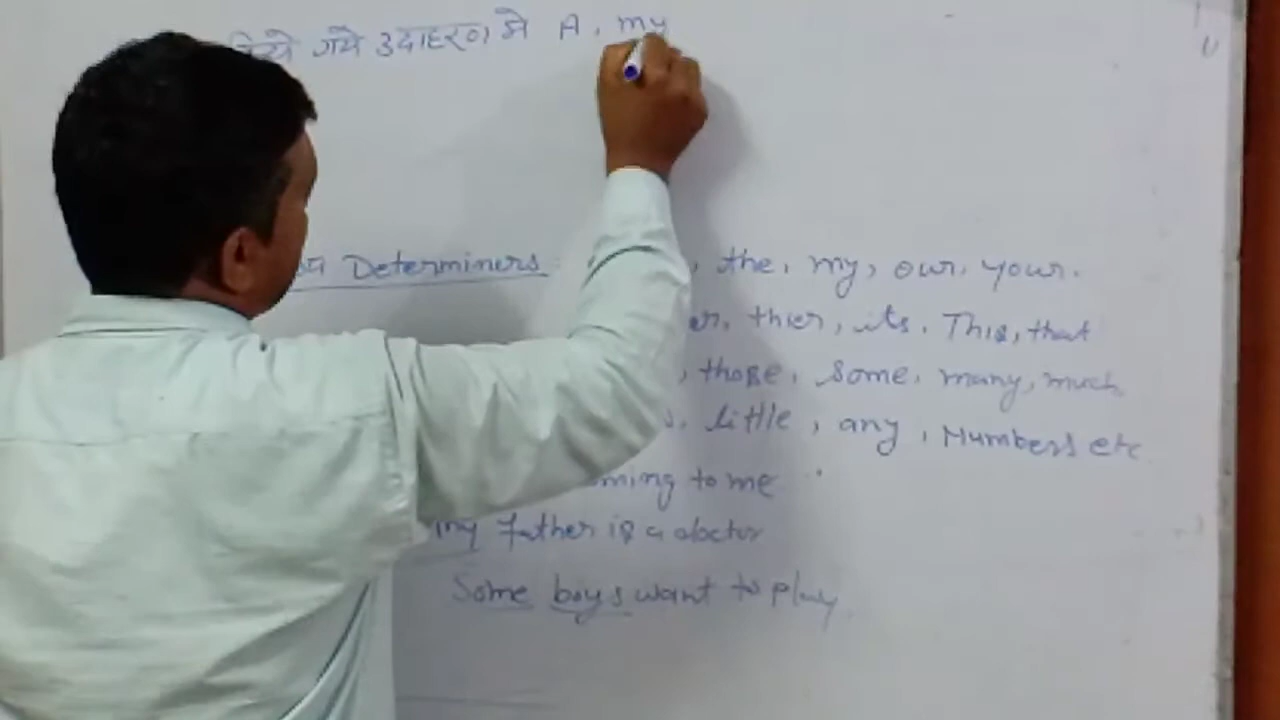 गये उदाहरण मे A, my
Determiners
, the, my, our, your.
er, thier, its. This, that
, those, some, many, much
, little, any, Numbers etc
ming to me
my father is a doctor
Some boys want to play